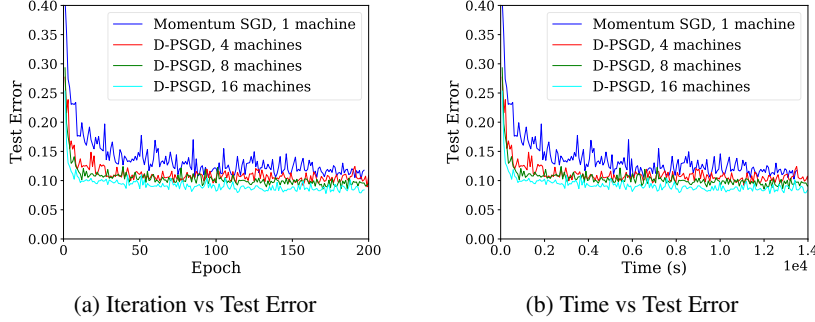 0.40
0.35
0.30
0.25
0.20
0.15
0.10
0.05
0.00
Test Error
Momentum SGD, 1 machine
D-PSGD, 4 machines
D-PSGD, 8 machines
D-PSGD, 16 machines
0 50 100 150 200
Epoch
(a) Iteration vs Test Error
0.40
0.35
0.30
0.25
0.20
0.15
0.10
0.05
0.00
Test Error
Momentum SGD, 1 machine
D-PSGD, 4 machines
D-PSGD, 8 machines
D-PSGD, 16 machines
0.0 0.2 0.4 0.6 0.8 1.0 1.2 1.4
1e4
Time (s)
(b) Time vs Test Error